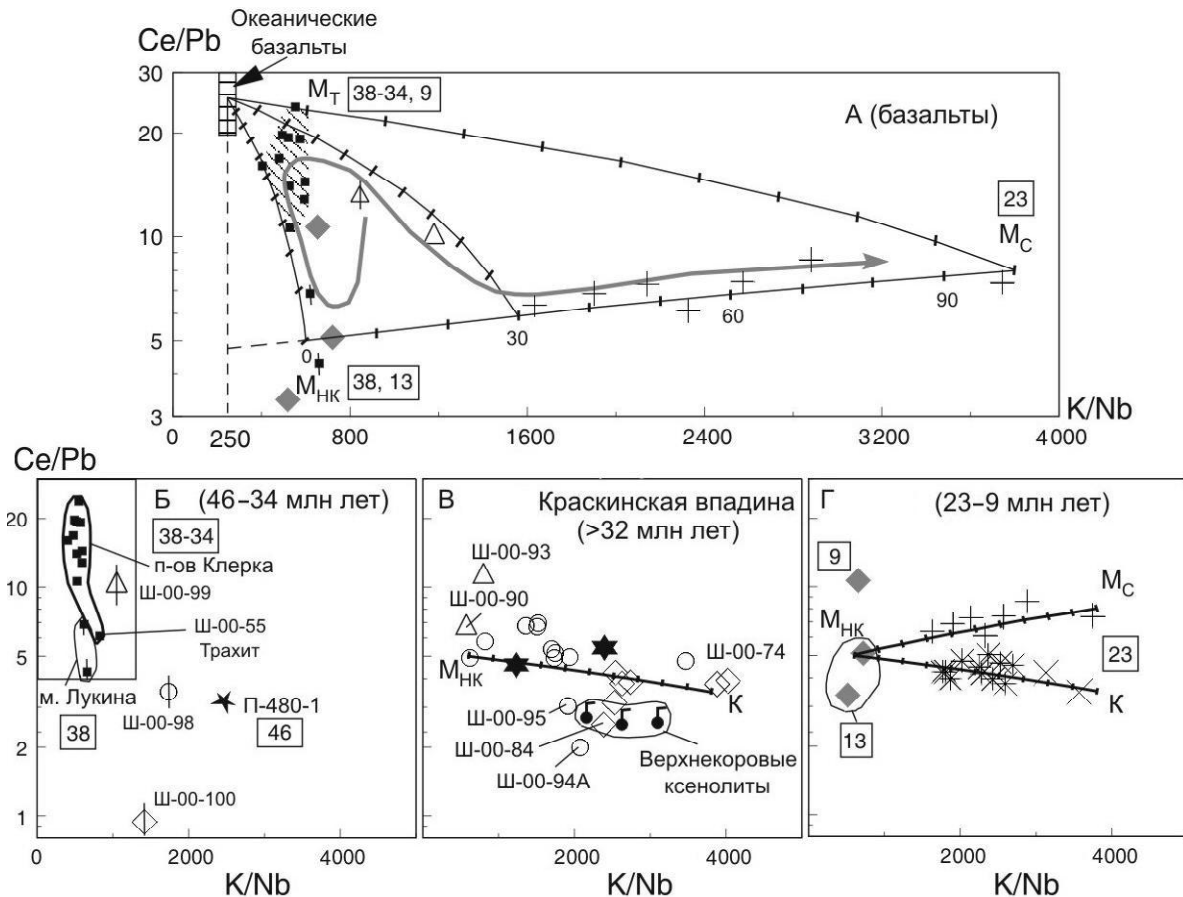 Океанические
базальты
Ce/Pb
30
20
10
5
3
M_T 38-34, 9
А (базальты)
23
M_C
90
60
30
0
M_НК 38, 13
K/Nb
0 250 800 1600 2400 3200 4000
Ce/Pb
20
10
5
2
1
Б (46–34 млн лет)
38-34
п-ов Клерка
Ш-00-99
Ш-00-55
Трахит
м. Лукина
Ш-00-98
П-480-1
38
46
Ш-00-100
0 2000 4000
K/Nb
В Краскинская впадина
(>32 млн лет)
Ш-00-93
Ш-00-90
Ш-00-74
M_НК
К
Ш-00-95
Ш-00-84
Ш-00-94А
Верхнекоровые
ксенолиты
2000 4000
K/Nb
Г (23–9 млн лет)
9
M_C
M_НК
23
К
13
2000 4000
K/Nb